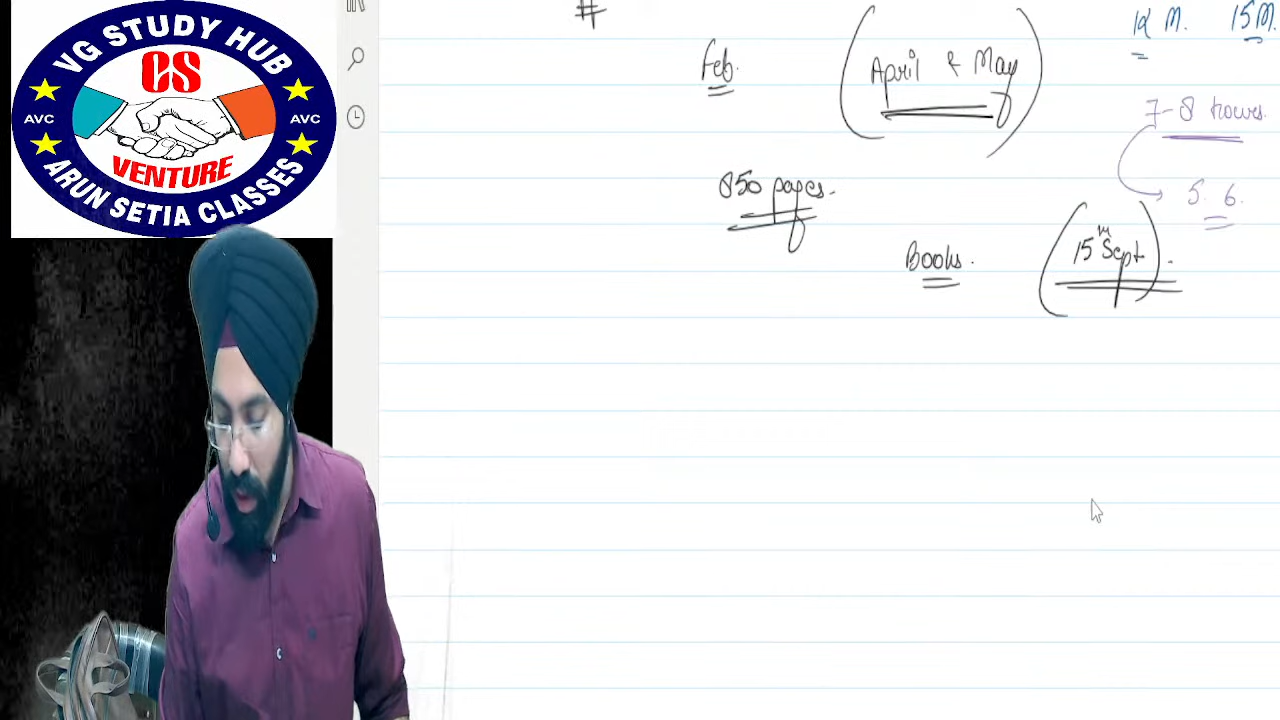 VG STUDY HUB
CS
AVC
AVC
VENTURE
ARUN SETIA CLASSES
#
Feb.
(April & May)
12 M. 15 M.
7-8 hours.
5. 6.
850 pages.
Books.
(15th Sept).